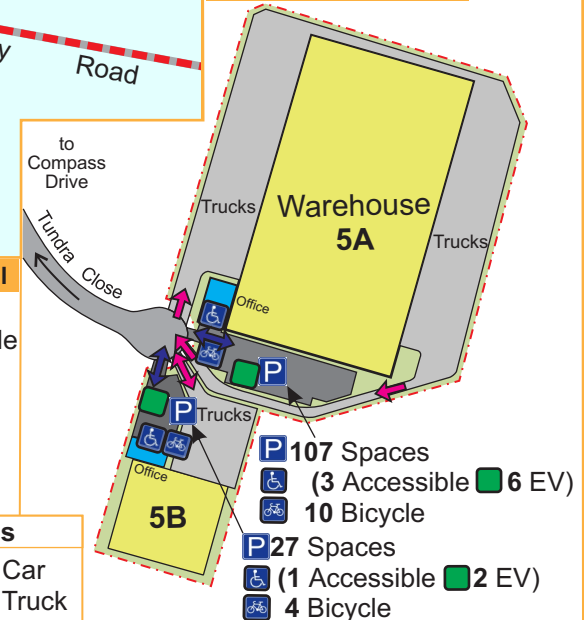 y
Road
to
Compass
Drive
Tundra Close
Trucks
Warehouse
5A
Trucks
Office
l
le
P
Trucks
P
Office
5B
P 107 Spaces
(3 Accessible 6 EV)
10 Bicycle
P 27 Spaces
(1 Accessible 2 EV)
4 Bicycle
s
Car
Truck